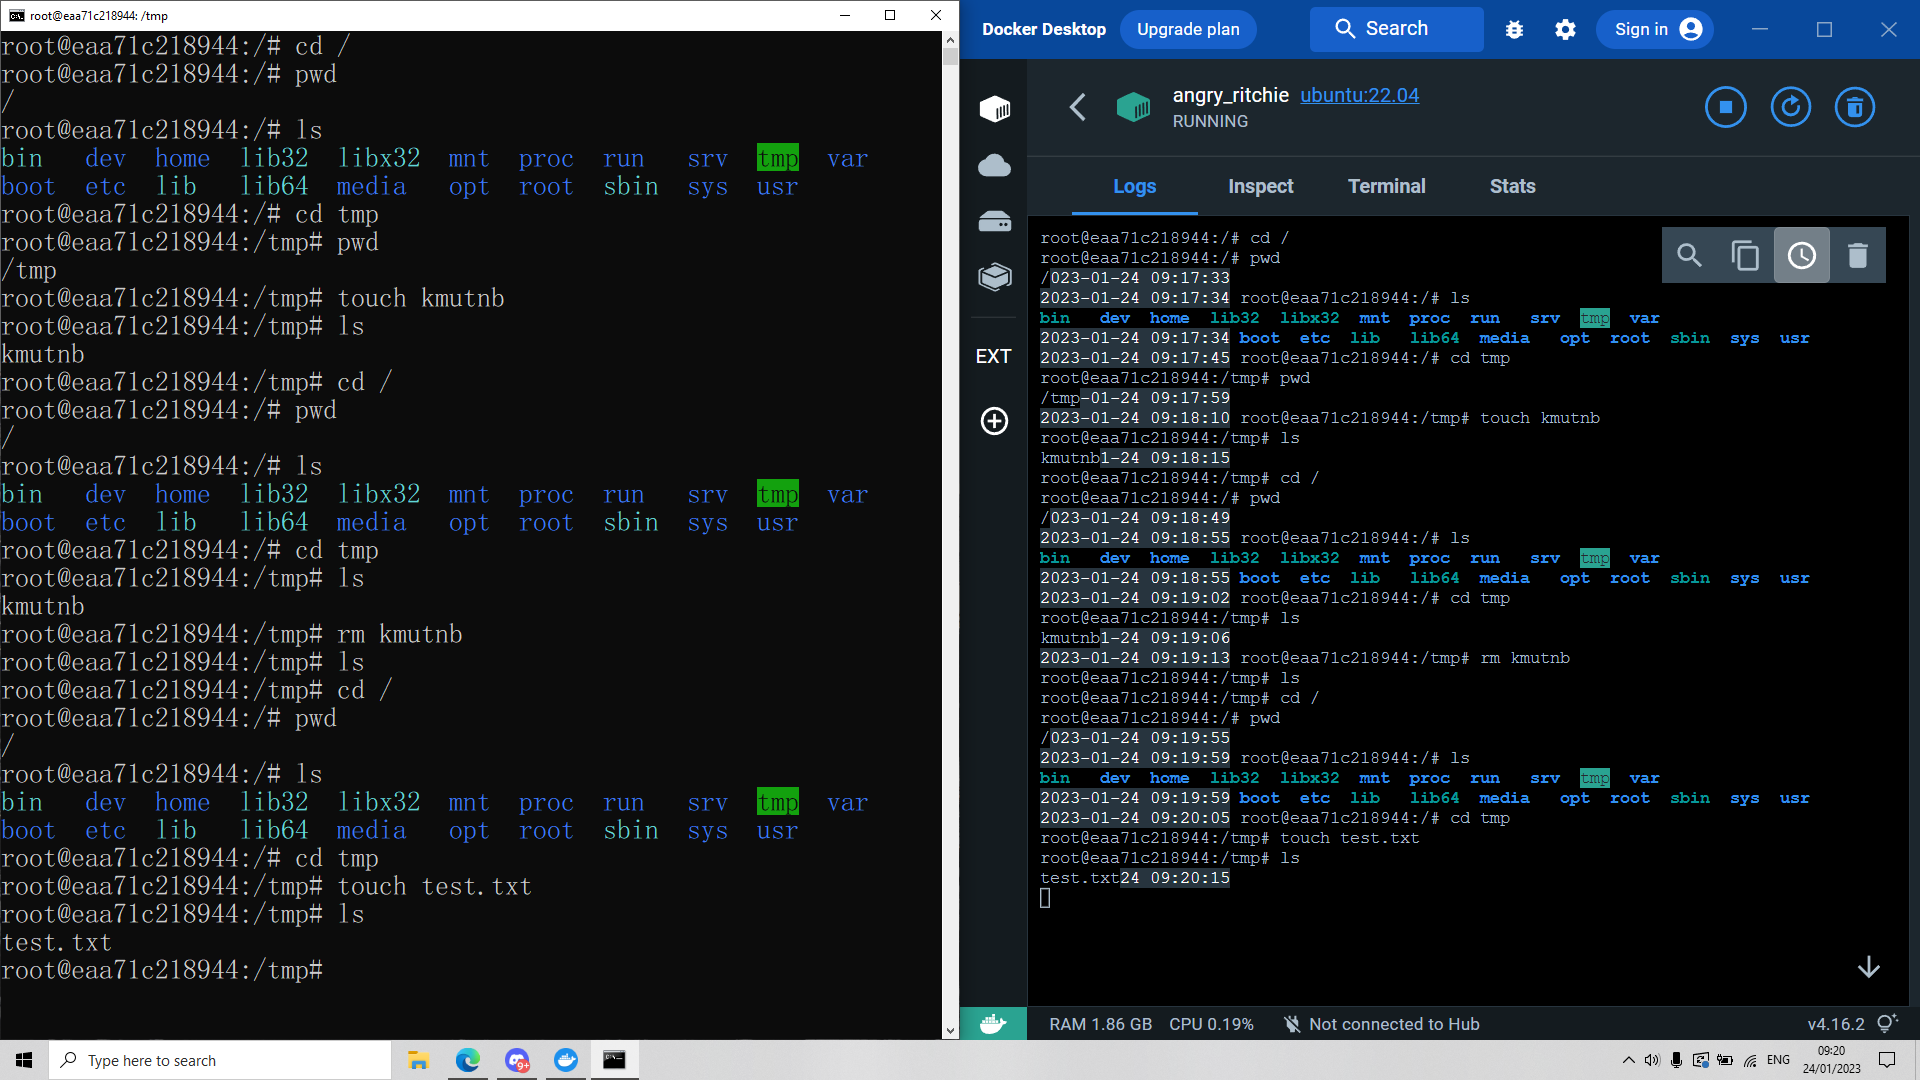 root@eaa71c218944: /tmp
root@eaa71c218944:/# cd /
root@eaa71c218944:/# pwd
/
root@eaa71c218944:/# ls
bin dev home lib32 libx32 mnt proc run srv tmp var
boot etc lib lib64 media opt root sbin sys usr
root@eaa71c218944:/# cd tmp
root@eaa71c218944:/tmp# pwd
/tmp
root@eaa71c218944:/tmp# touch kmutnb
root@eaa71c218944:/tmp# ls
kmutnb
root@eaa71c218944:/tmp# cd /
root@eaa71c218944:/# pwd
/
root@eaa71c218944:/# ls
bin dev home lib32 libx32 mnt proc run srv tmp var
boot etc lib lib64 media opt root sbin sys usr
root@eaa71c218944:/# cd tmp
root@eaa71c218944:/tmp# ls
kmutnb
root@eaa71c218944:/tmp# rm kmutnb
root@eaa71c218944:/tmp# ls
root@eaa71c218944:/tmp# cd /
root@eaa71c218944:/# pwd
/
root@eaa71c218944:/# ls
bin dev home lib32 libx32 mnt proc run srv tmp var
boot etc lib lib64 media opt root sbin sys usr
root@eaa71c218944:/# cd tmp
root@eaa71c218944:/tmp# touch test.txt
root@eaa71c218944:/tmp# ls
test.txt
root@eaa71c218944:/tmp#
Docker Desktop Upgrade plan Search Sign in
angry_ritchie ubuntu:22.04
RUNNING
Logs Inspect Terminal Stats
EXT
root@eaa71c218944:/# cd /
root@eaa71c218944:/# pwd
/023-01-24 09:17:33
2023-01-24 09:17:34 root@eaa71c218944:/# ls
bin dev home lib32 libx32 mnt proc run srv tmp var
2023-01-24 09:17:34 boot etc lib lib64 media opt root sbin sys usr
2023-01-24 09:17:45 root@eaa71c218944:/# cd tmp
root@eaa71c218944:/tmp# pwd
/tmp-01-24 09:17:59
2023-01-24 09:18:10 root@eaa71c218944:/tmp# touch kmutnb
root@eaa71c218944:/tmp# ls
kmutnb1-24 09:18:15
root@eaa71c218944:/tmp# cd /
root@eaa71c218944:/# pwd
/023-01-24 09:18:49
2023-01-24 09:18:55 root@eaa71c218944:/# ls
bin dev home lib32 libx32 mnt proc run srv tmp var
2023-01-24 09:18:55 boot etc lib lib64 media opt root sbin sys usr
2023-01-24 09:19:02 root@eaa71c218944:/# cd tmp
root@eaa71c218944:/tmp# ls
kmutnb1-24 09:19:06
2023-01-24 09:19:13 root@eaa71c218944:/tmp# rm kmutnb
root@eaa71c218944:/tmp# ls
root@eaa71c218944:/tmp# cd /
root@eaa71c218944:/# pwd
/023-01-24 09:19:55
2023-01-24 09:19:59 root@eaa71c218944:/# ls
bin dev home lib32 libx32 mnt proc run srv tmp var
2023-01-24 09:19:59 boot etc lib lib64 media opt root sbin sys usr
2023-01-24 09:20:05 root@eaa71c218944:/# cd tmp
root@eaa71c218944:/tmp# touch test.txt
root@eaa71c218944:/tmp# ls
test.txt24 09:20:15
RAM 1.86 GB CPU 0.19% Not connected to Hub v4.16.2
Type here to search
9+
ENG
09:20
24/01/2023